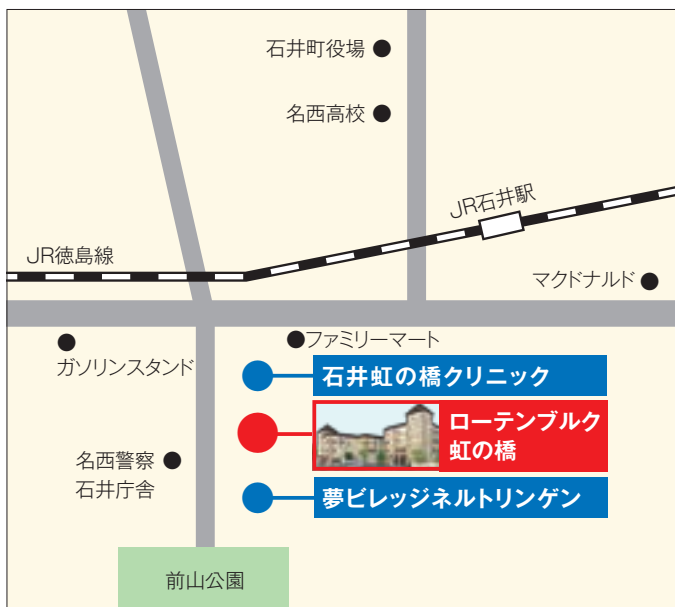 石井町役場
名西高校
JR石井駅
JR徳島線
マクドナルド
ファミリーマート
ガソリンスタンド
石井虹の橋クリニック
ローテンブルク
虹の橋
名西警察
石井庁舎
夢ビレッジネルトリンゲン
前山公園